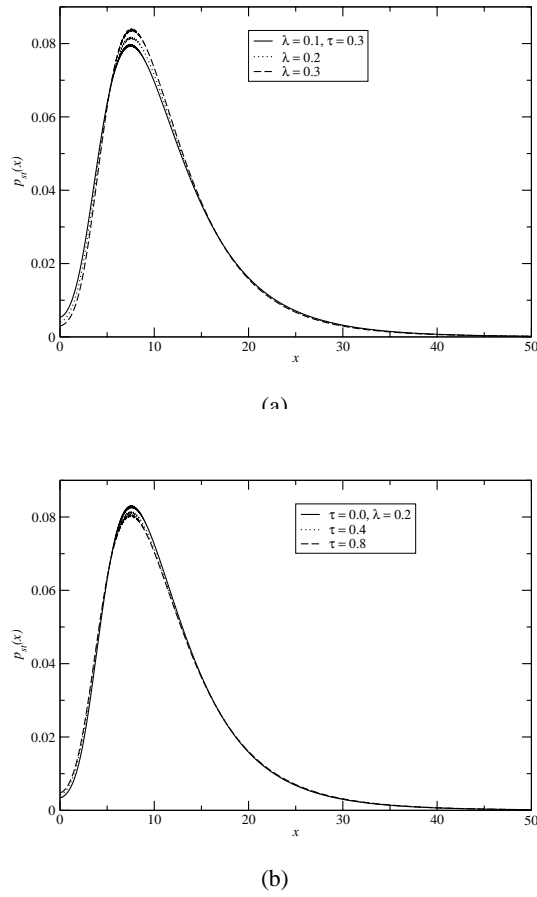 0.08
0.06
0.04
0.02
0
p_st(x)
λ = 0.1, τ = 0.3
λ = 0.2
λ = 0.3
0 10 20 30 40 50
x
(a)
0.08
0.06
0.04
0.02
0
p_st(x)
τ = 0.0, λ = 0.2
τ = 0.4
τ = 0.8
0 10 20 30 40 50
x
(b)